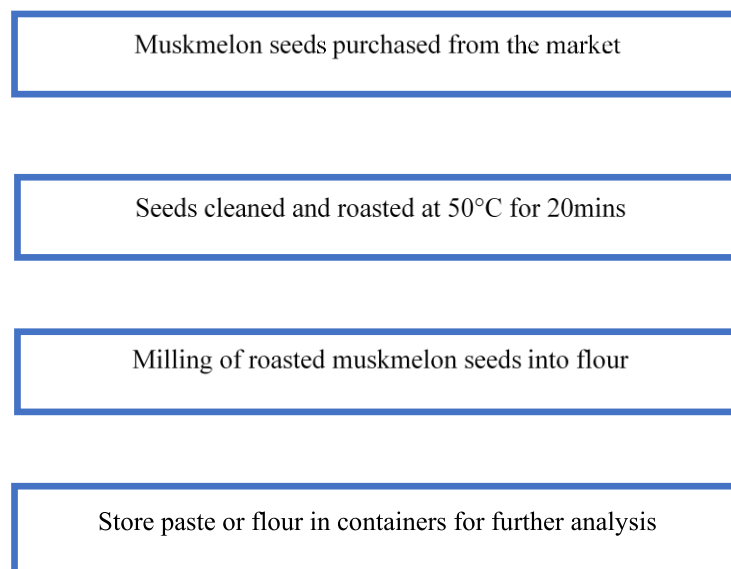 Muskmelon seeds purchased from the market
Seeds cleaned and roasted at 50°C for 20mins
Milling of roasted muskmelon seeds into flour
Store paste or flour in containers for further analysis